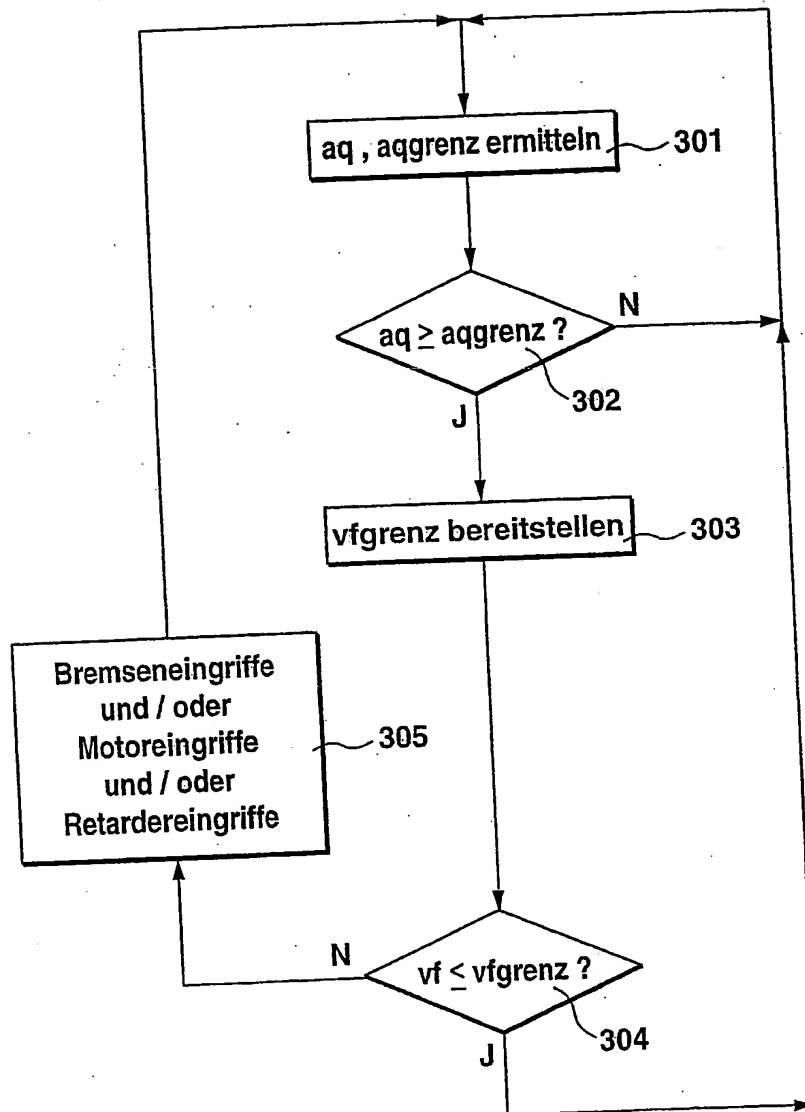 aq , aqgrenz ermitteln
301
N
aq ≥ aqgrenz ?
302
J
vfgrenz bereitstellen
303
Bremseneingriffe
und / oder
Motoreingriffe
und / oder
Retardereingriffe
305
N
vf ≤ vfgrenz ?
304
J